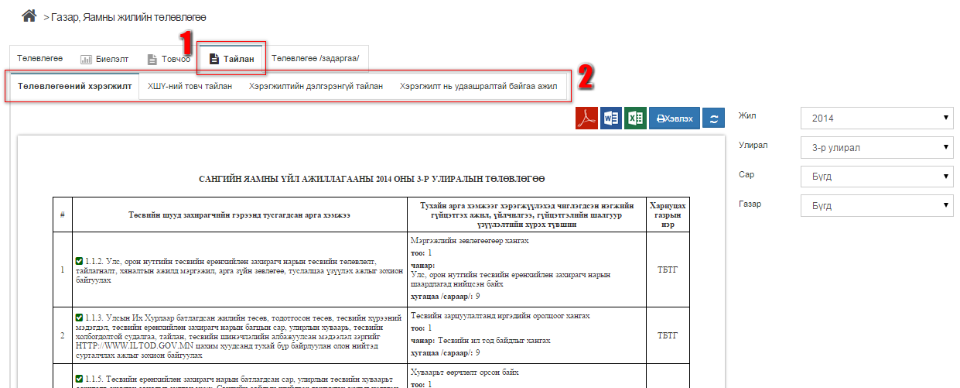 > Газар, Яамны жилийн төлөвлөгөө
1
Төлөвлөгөө Биелэлт Товчоо Тайлан Төлөвлөгөө /задаргаа/
2
Төлөвлөгөөний хэрэгжилт ХШҮ-ний товч тайлан Хэрэгжилтийн дэлгэрэнгүй тайлан Хэрэгжилт нь удаашралтай байгаа ажил
Хэвлэх
Жил 2014
Улирал 3-р улирал
Сар Бүгд
Газар Бүгд
САНГИЙН ЯАМНЫ ҮЙЛ АЖИЛЛАГААНЫ 2014 ОНЫ 3-Р УЛИРАЛЫН ТӨЛӨВЛӨГӨӨ
# Төсвийн шууд захирагчийн гэрээнд тусгагдсан арга хэмжээ
Тухайн арга хэмжээг хэрэгжүүлэхэд чиглэгдсэн нэгжийн
гүйцэтгэх ажил, үйлчилгээ, гүйцэтгэлийн шалгуур
үзүүлэлтийн хүрэх түвшин
Хариуцах
газрын
нэр
1
1.1.2. Улс, орон нутгийн төсвийн ерөнхийлөн захирагч нарын төсвийн төлөвлөлт,
тайлагналт, хяналтын ажилд мэргэжил, арга зүйн зөвлөгөө, туслалцаа үзүүлэх ажлыг зохион
байгуулах
Мэргэжлийн зөвлөгөөгөөр хангах
тоо: 1
чанар:
Улс, орон нутгийн төсвийн ерөнхийлөн захирагч нарын
шаардлагад нийцсэн байх
хугацаа /сараар/: 9
ТБТГ
2
1.1.3. Улсын Их Хурлаар батлагдсан жилийн төсөв, тодотгосон төсөв, төсвийн хүрээний
мэдэгдэл, төсвийн ерөнхийлөн захирагч нарын батцын сар, улирлын хуваарь, төсвийн
холбогдолтой судалгаа, тайлан, төсвийн шинэчлэлийн албажуулсан мэдээлэл зэргийг
HTTP://WWW.ILTOD.GOV.MN цахим хуудсанд тухай бүр байрлуулан олон нийтэд
сурталчлах ажлыг зохион байгуулах
Төсвийн зарцуулалтанд иргэдийн оролцоог хангах
тоо: 1
чанар: Төсвийн ил тод байдлыг хангах
хугацаа /сараар/: 9
ТБТГ
1.1.5. Төсвийн ерөнхийлөн захирагч нарын батлагдсан сар, улирлын төсвийн хуваарьт
Хуваарьт өөрчлөлт орсон байх
тоо: 1